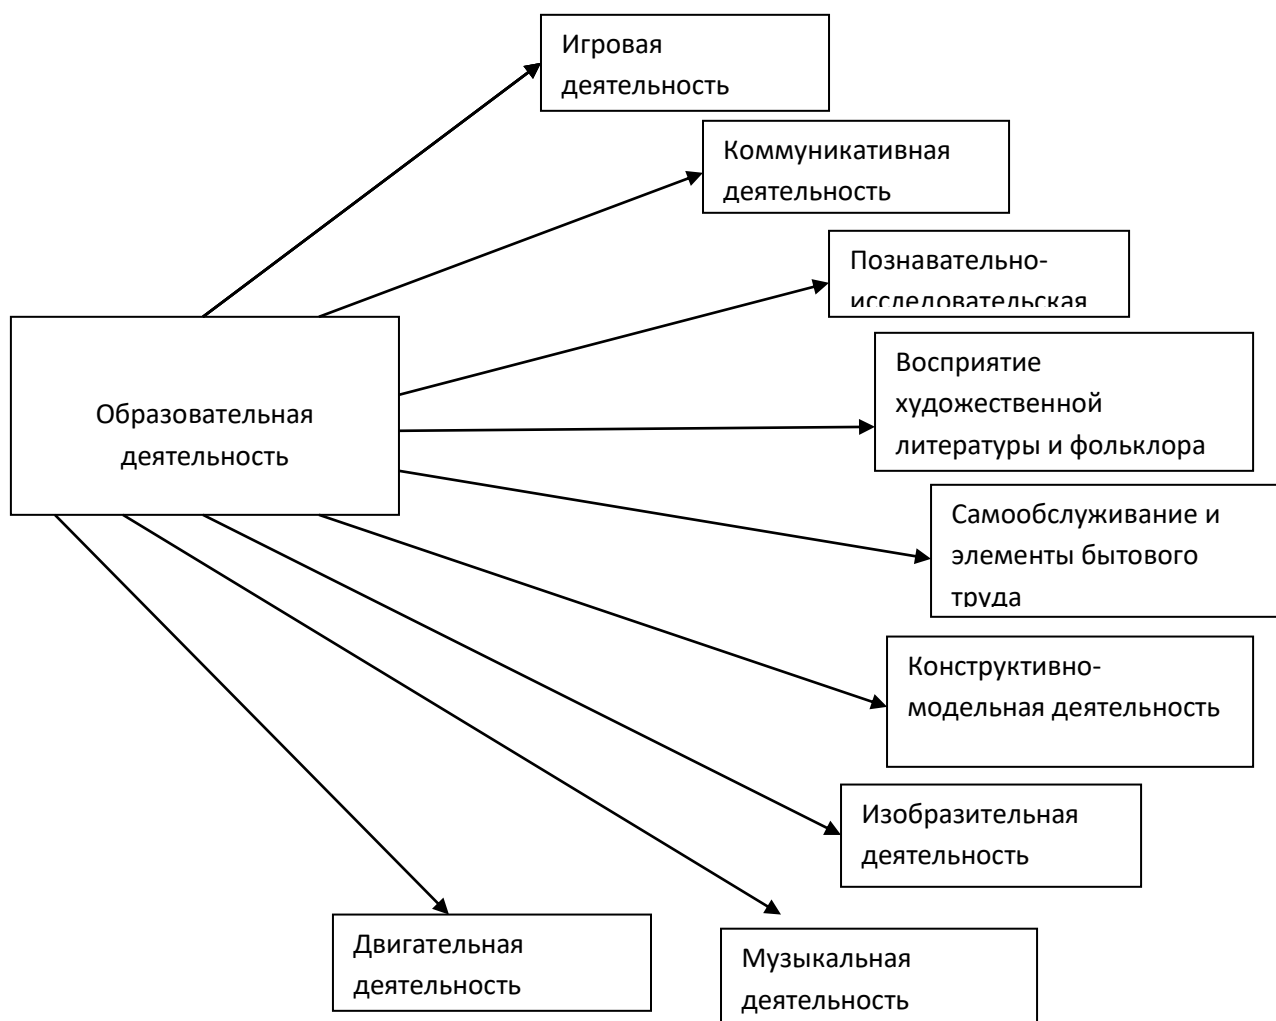 Игровая
деятельность
Коммуникативная
деятельность
Познавательно-
исследовательская
Восприятие
художественной
литературы и фольклора
Образовательная
деятельность
Самообслуживание и
элементы бытового
труда
Конструктивно-
модельная деятельность
Изобразительная
деятельность
Двигательная
деятельность
Музыкальная
деятельность